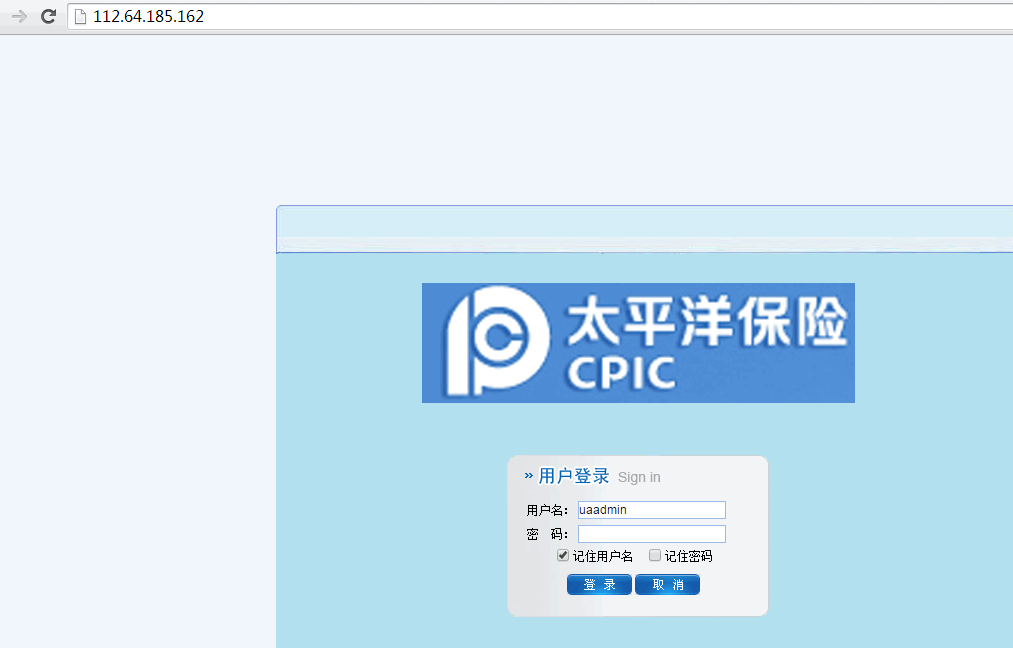 112.64.185.162
太平洋保险
CPIC
» 用户登录 Sign in
用户名： uaadmin
密 码：
记住用户名 记住密码
登 录 取 消